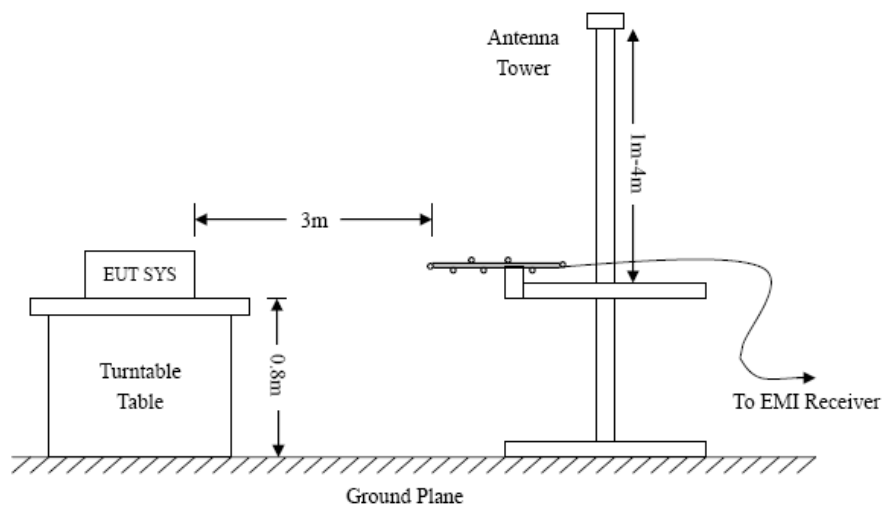 Antenna
Tower
1m-4m
3m
EUT SYS
Turntable
Table
0.8m
To EMI Receiver
Ground Plane